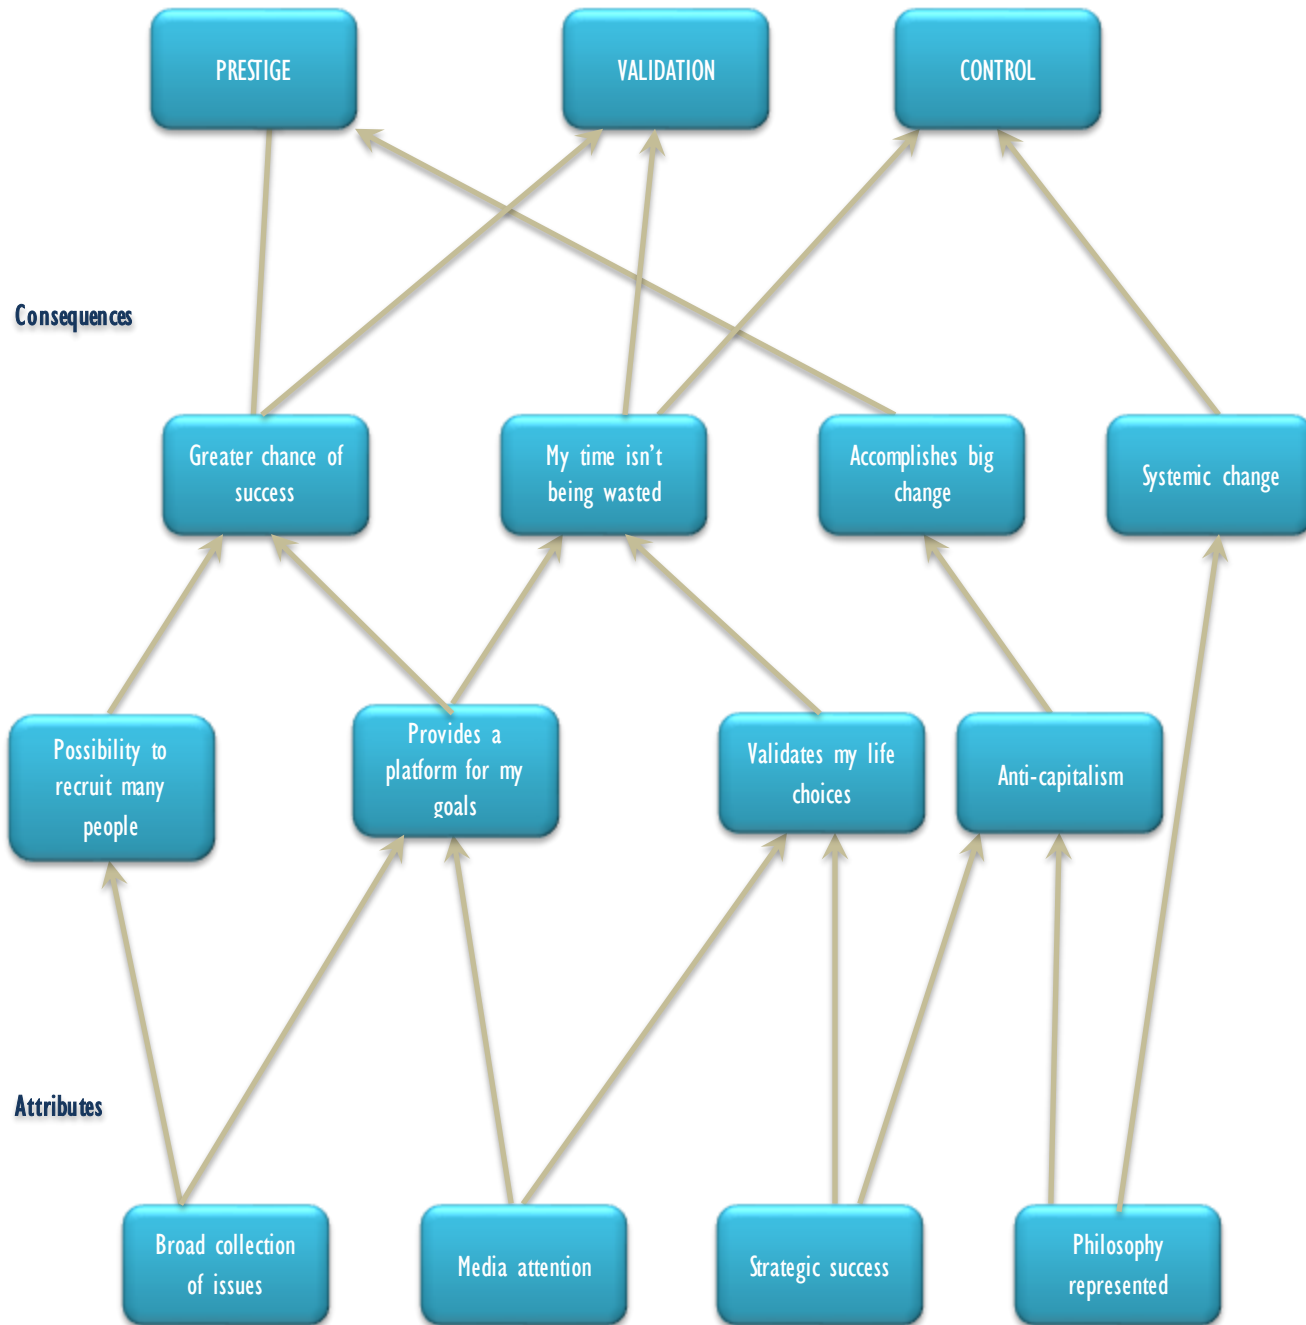 PRESTIGE
VALIDATION
CONTROL
Consequences
Greater chance of
success
My time isn't
being wasted
Accomplishes big
change
Systemic change
Possibility to
recruit many
people
Provides a
platform for my
goals
Validates my life
choices
Anti-capitalism
Attributes
Broad collection
of issues
Media attention
Strategic success
Philosophy
represented